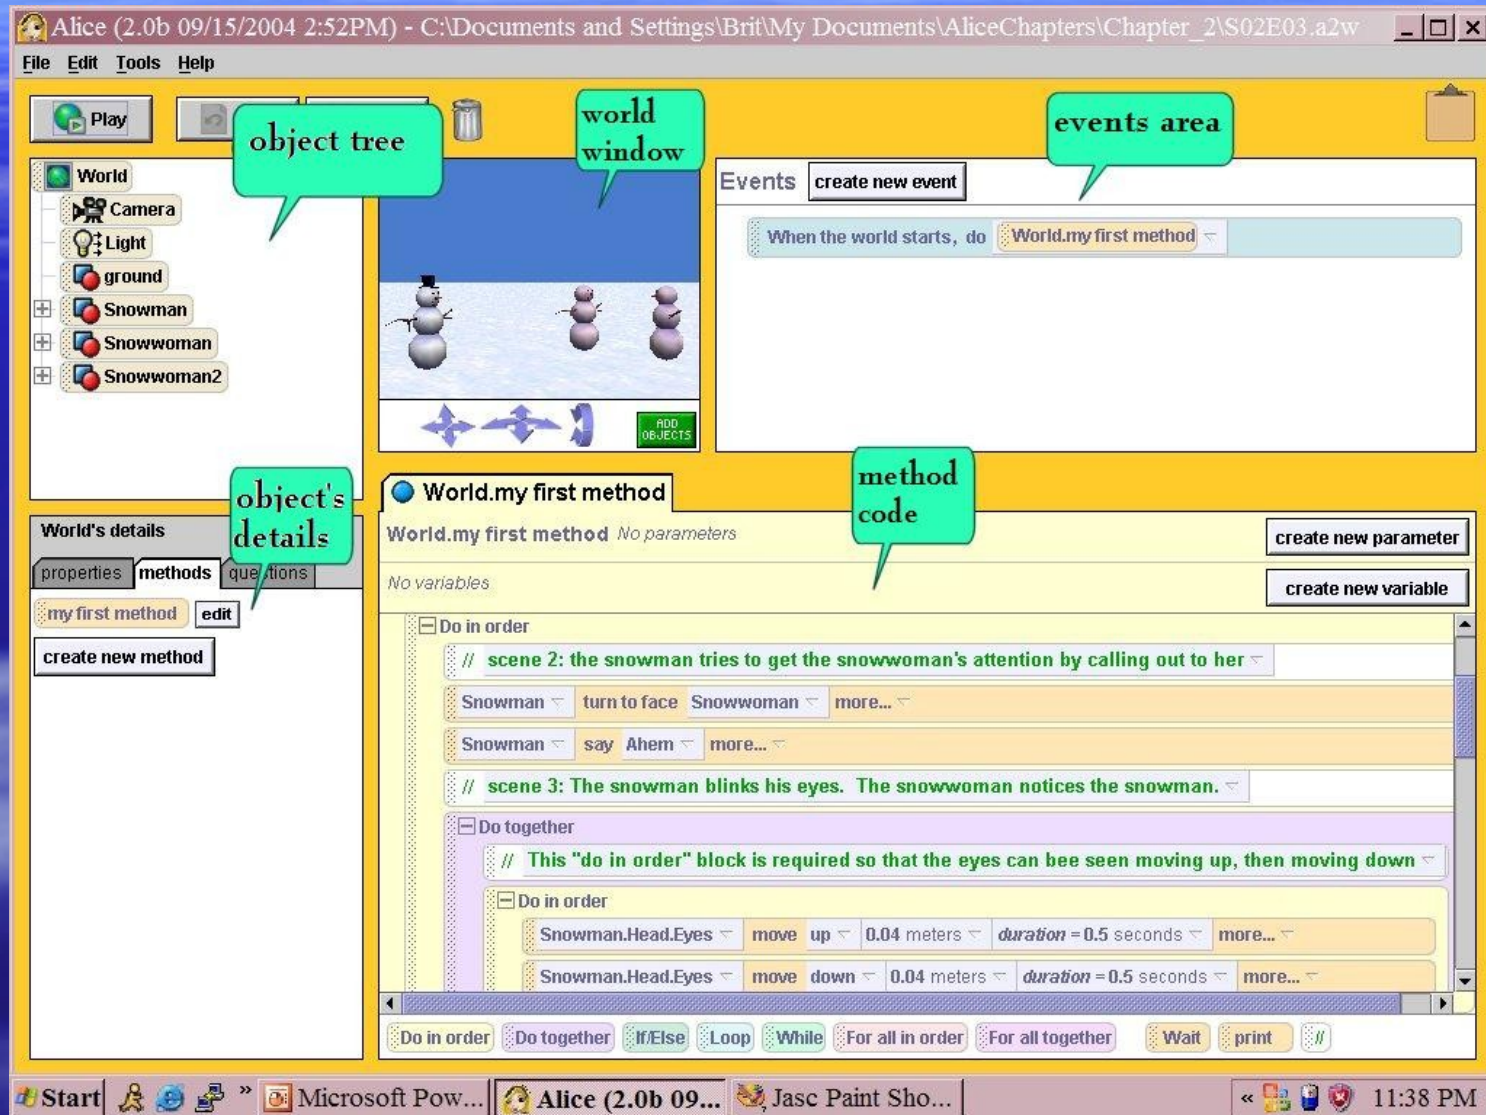 Alice (2.0b 09/15/2004 2:52PM) - C:\Documents and Settings\Brit\My Documents\AliceChapters\Chapter_2\S02E03.a2w
File Edit Tools Help
Play
object tree
world
window
events area
World
Camera
Light
ground
Snowman
Snowwoman
Snowwoman2
ADD
OBJECTS
Events create new event
When the world starts, do World.my first method
object's
details
World's details
properties methods questions
my first method edit
create new method
method
code
World.my first method
World.my first method No parameters
create new parameter
No variables
create new variable
Do in order
// scene 2: the snowman tries to get the snowwoman's attention by calling out to her
Snowman turn to face Snowwoman more...
Snowman say Ahem more...
// scene 3: The snowman blinks his eyes. The snowwoman notices the snowman.
Do together
// This "do in order" block is required so that the eyes can bee seen moving up, then moving down
Do in order
Snowman.Head.Eyes move up 0.04 meters duration = 0.5 seconds more...
Snowman.Head.Eyes move down 0.04 meters duration = 0.5 seconds more...
Do in order Do together If/Else Loop While For all in order For all together Wait print //
Start » Microsoft Pow... Alice (2.0b 09... Jasc Paint Sho... « 11:38 PM